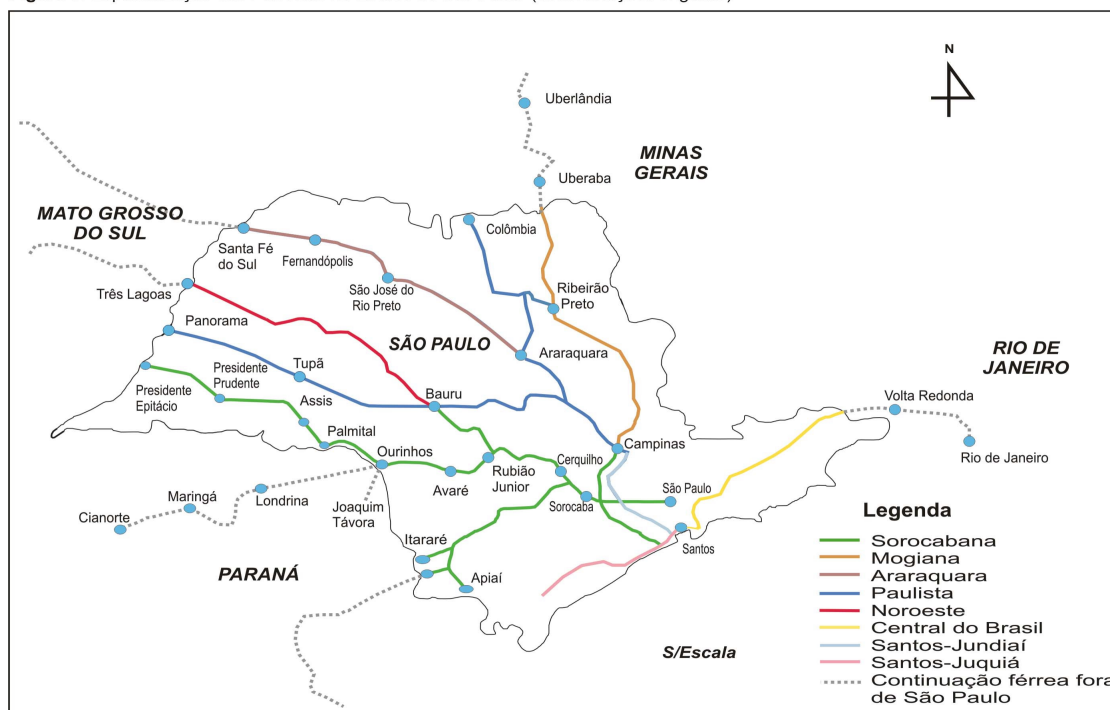 N
Uberlândia
MINAS
GERAIS
Uberaba
MATO GROSSO
DO SUL
Colômbia
Santa Fé
do Sul
Fernandópolis
São José do
Rio Preto
Ribeirão
Preto
Três Lagoas
Panorama
SÃO PAULO
Araraquara
RIO DE
JANEIRO
Tupã
Presidente
Prudente
Presidente
Epitácio
Assis
Bauru
Volta Redonda
Palmital
Campinas
Rio de Janeiro
Ourinhos
Cerquilho
Rubião
Junior
Avaré
São Paulo
Sorocaba
Maringá
Londrina
Joaquim
Távora
Cianorte
Santos
Itararé
PARANÁ
Apiaí
S/Escala
Legenda
Sorocabana
Mogiana
Araraquara
Paulista
Noroeste
Central do Brasil
Santos-Jundiaí
Santos-Juquiá
Continuação férrea fora
de São Paulo